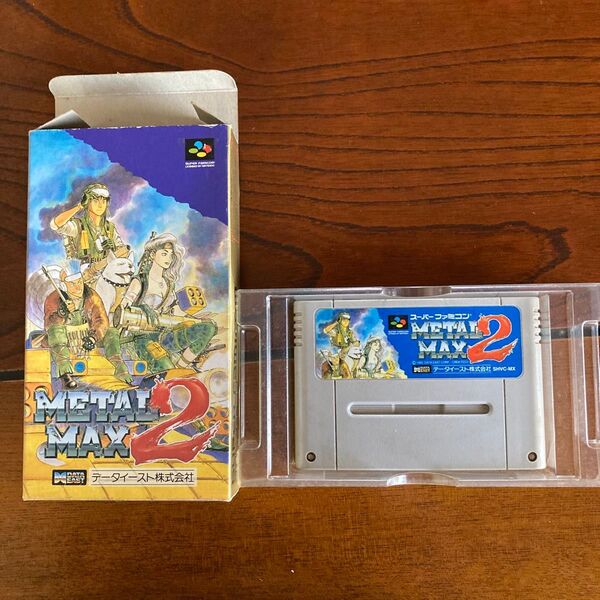 SUPER FAMICOM
METAL
MAX 2
DATA
EAST
データイースト株式会社
スーパーファミコン
METAL
MAX 2
DATA
EAST
データイースト株式会社 SHVC-MX